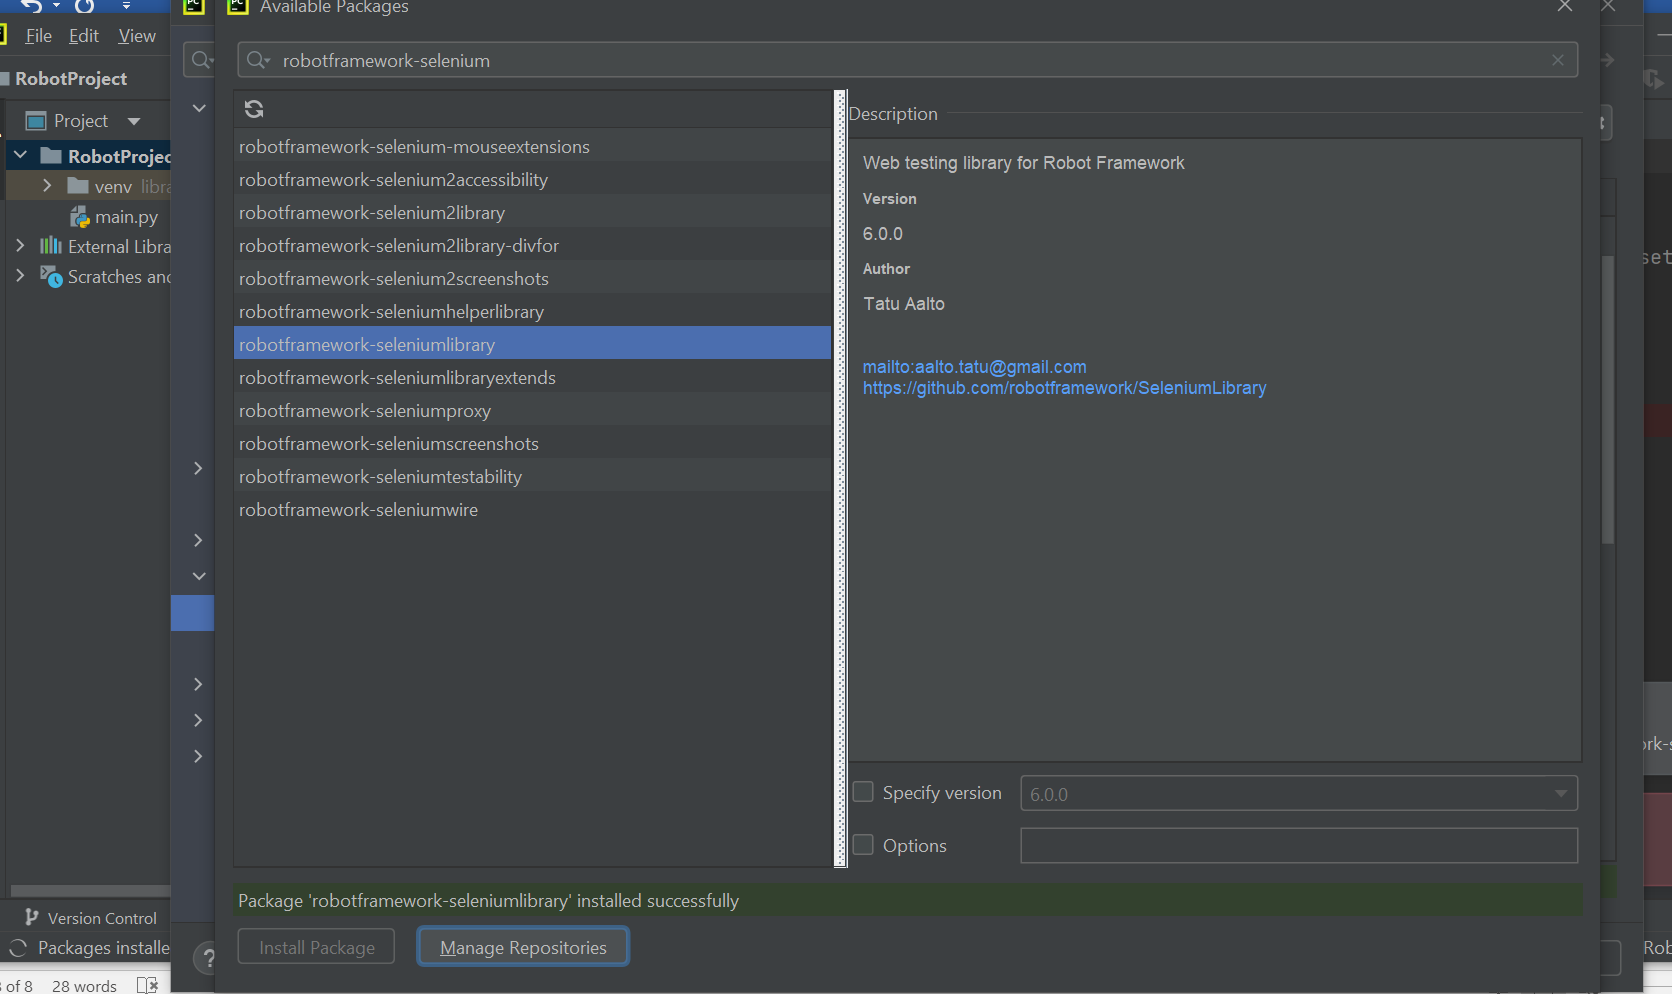 Available Packages
File Edit View
robotframework-selenium
RobotProject
Project
Description
robotframework-selenium-mouseextensions
Web testing library for Robot Framework
RobotProjec
robotframework-selenium2accessibility
Version
venv libra
robotframework-selenium2library
main.py
6.0.0
robotframework-selenium2library-divfor
External Libra
set
robotframework-selenium2screenshots
Author
Scratches and
robotframework-seleniumhelperlibrary
Tatu Aalto
robotframework-seleniumlibrary
mailto:aalto.tatu@gmail.com
robotframework-seleniumlibraryextends
https://github.com/robotframework/SeleniumLibrary
robotframework-seleniumproxy
robotframework-seleniumscreenshots
robotframework-seleniumtestability
robotframework-seleniumwire
ork-s
Specify version 6.0.0
Options
Package 'robotframework-seleniumlibrary' installed successfully
Version Control
Packages installe
Install Package Manage Repositories
Rob
of 8 28 words